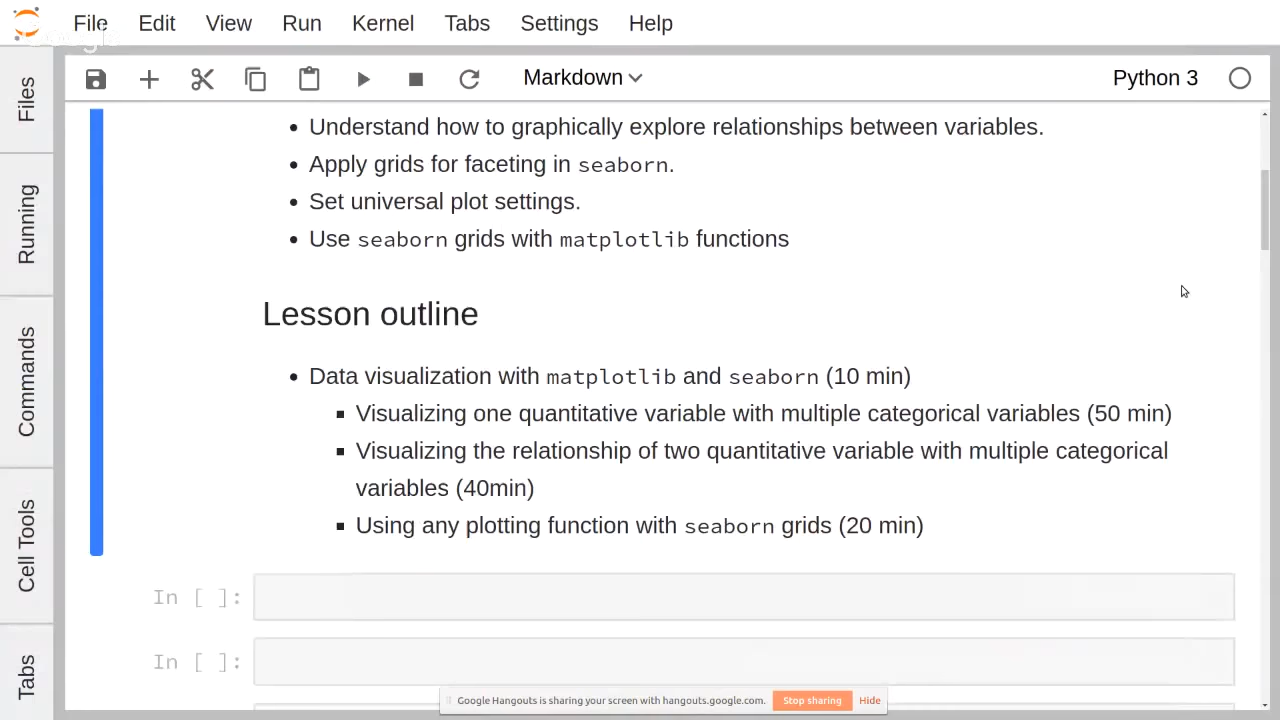 File Edit View Run Kernel Tabs Settings Help
Google
Markdown Python 3
Files
Running
Commands
Cell Tools
Tabs
Understand how to graphically explore relationships between variables.
Apply grids for faceting in seaborn.
Set universal plot settings.
Use seaborn grids with matplotlib functions
Lesson outline
Data visualization with matplotlib and seaborn (10 min)
Visualizing one quantitative variable with multiple categorical variables (50 min)
Visualizing the relationship of two quantitative variable with multiple categorical
variables (40min)
Using any plotting function with seaborn grids (20 min)
In [ ]:
In [ ]:
Google Hangouts is sharing your screen with hangouts.google.com. Stop sharing Hide